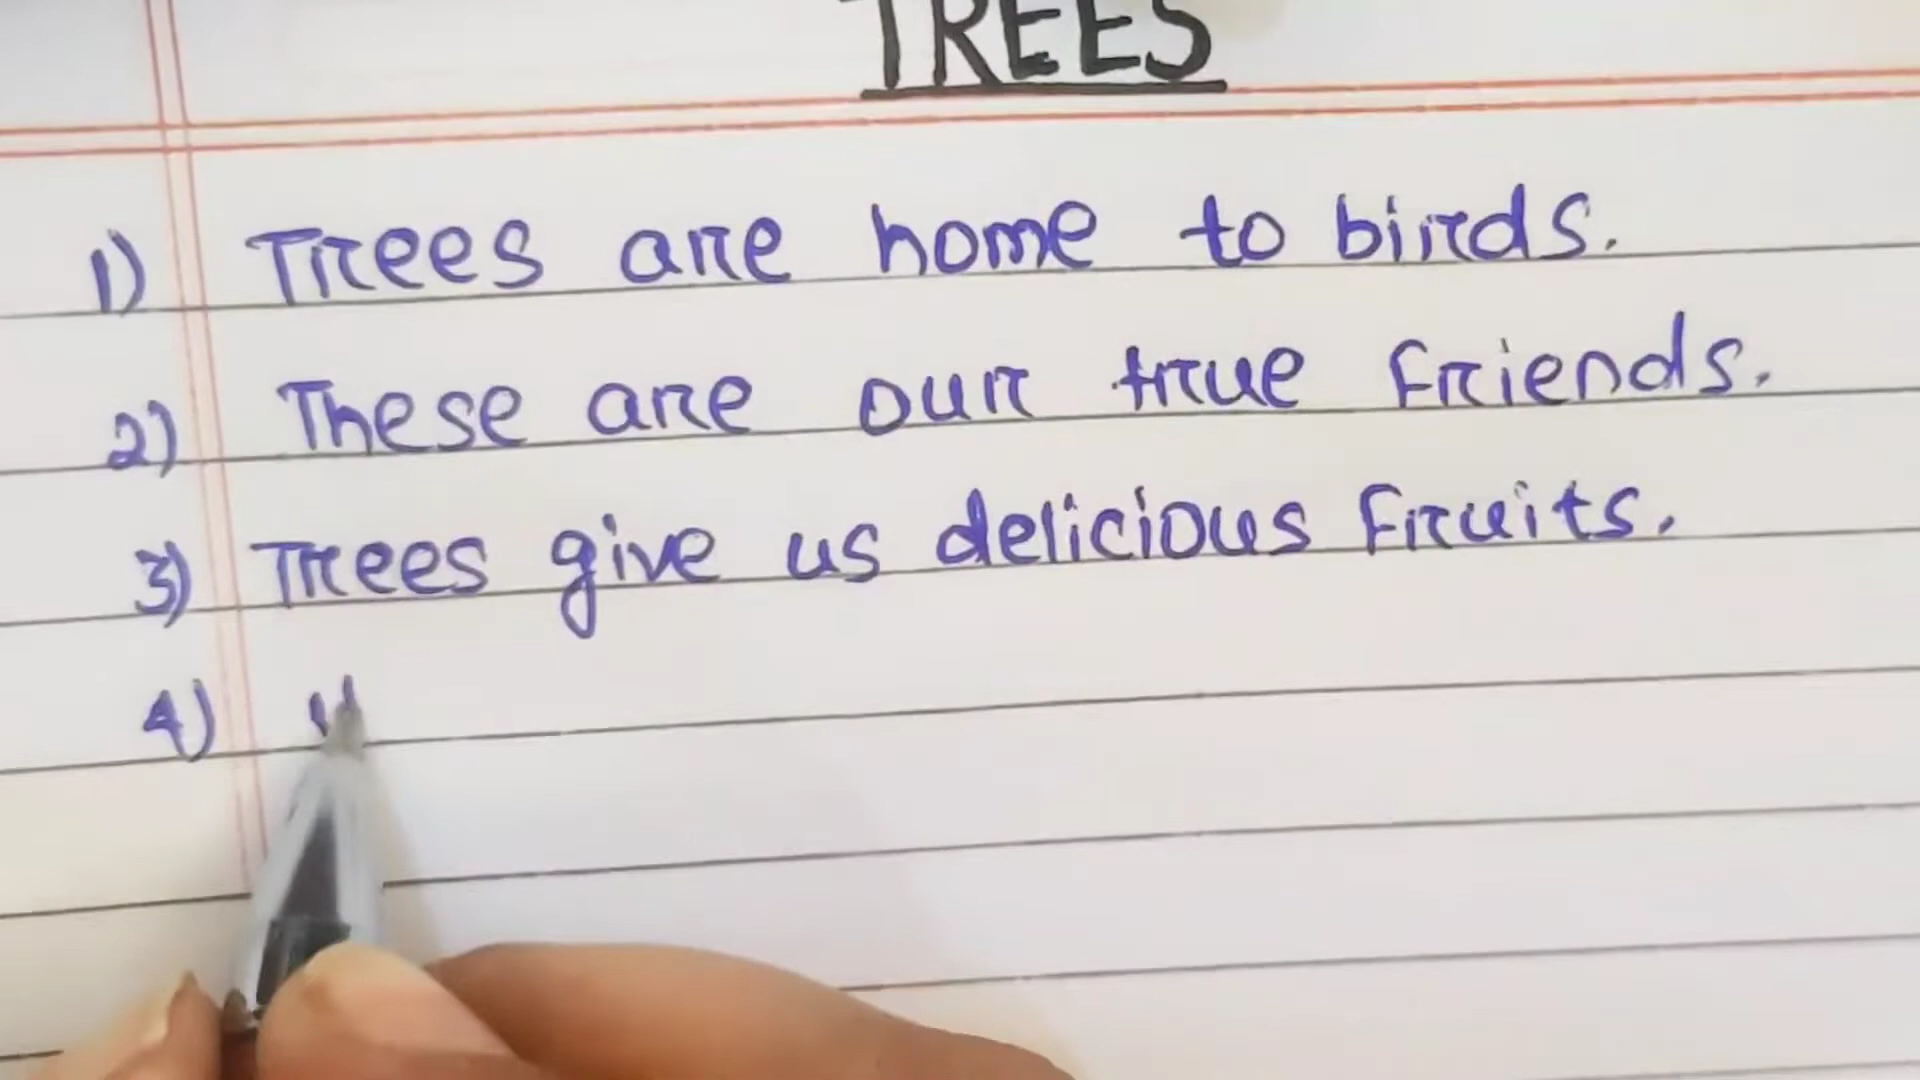 TREES
1) Trees are home to birds.
2) These are our true friends.
3) Trees give us delicious fruits.
4)